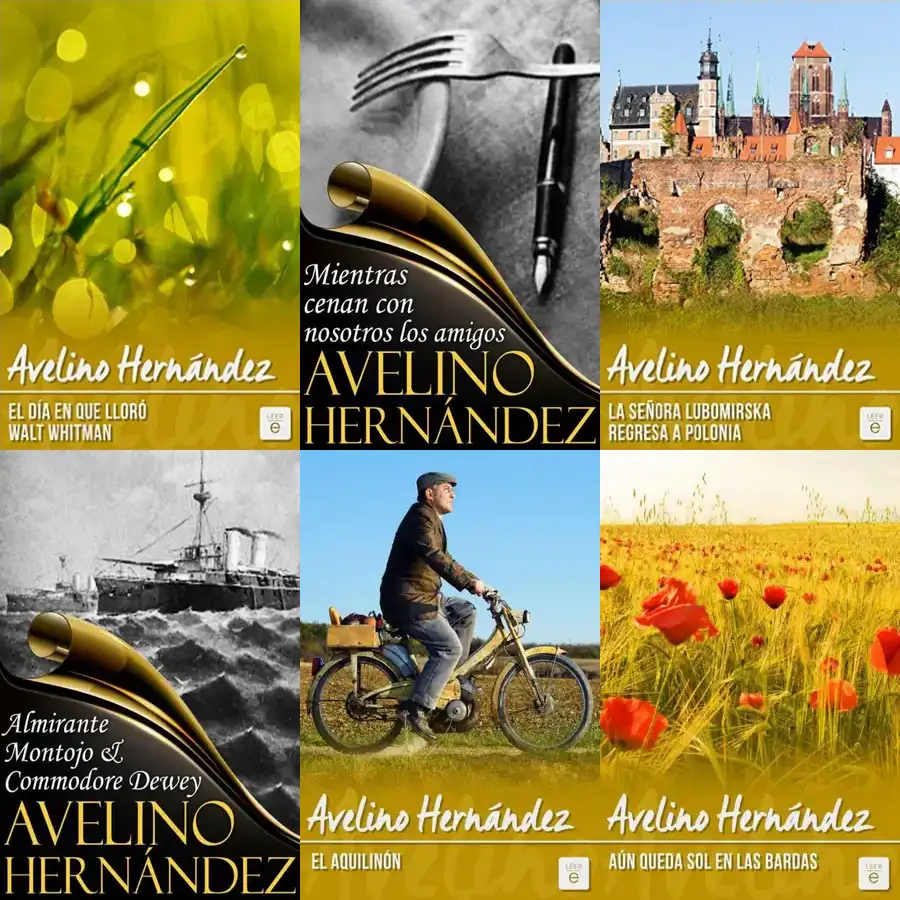 Avelino Hernández
EL DÍA EN QUE LLORÓ
WALT WHITMAN
LEER
e
Mientras
cenan con
nosotros los amigos
AVELINO
HERNÁNDEZ
Avelino Hernández
LA SEÑORA LUBOMIRSKA
REGRESA A POLONIA
LEER
e
Almirante
Montojo &
Commodore Dewey
AVELINO
HERNÁNDEZ
Avelino Hernández
EL AQUILINÓN
LEER
e
Avelino Hernández
AÚN QUEDA SOL EN LAS BARDAS
LEER
e